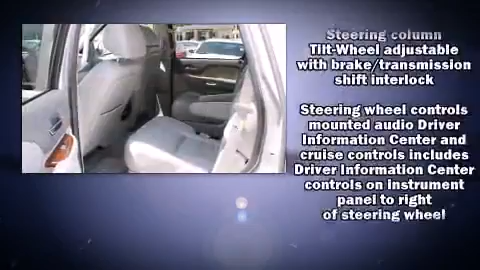 Steering column
Tilt-Wheel adjustable
with brake/transmission
shift interlock
Steering wheel controls
mounted audio Driver
Information Center and
cruise controls includes
Driver Information Center
controls on instrument
panel to right
of steering wheel